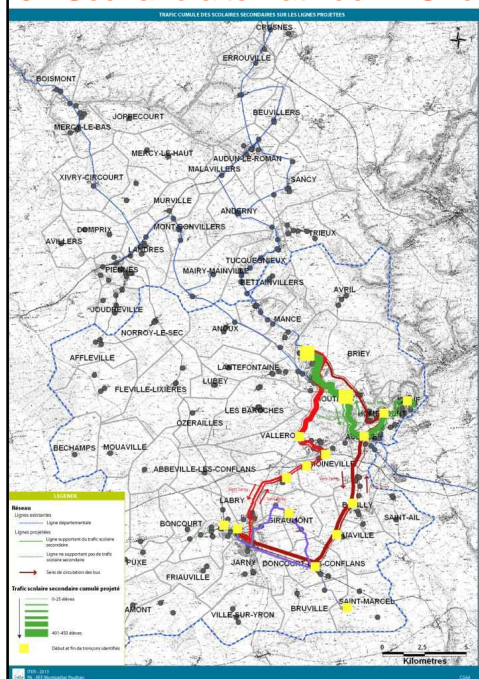 TRAFIC CUMULE DES SCOLAIRES SECONDAIRES SUR LES LIGNES PROJETEES
CRUSNES
ERROUVILLE
BOISMONT
JOPPECOURT
BEUVILLERS
MERCY-LE-BAS
MERCY-LE-HAUT
AUDUN-LE-ROMAN
MALAVILLERS
XIVRY-CIRCOURT
SANCY
MURVILLE
ANDERNY
MONT-BONVILLERS
DOMPRIX
TRIEUX
AVILLERS
LANDRES
TUCQUEGNIEUX
PIENNES
MAIRY-MAINVILLE
BETTAINVILLERS
AVRIL
JOUDREVILLE
MANCE
NORROY-LE-SEC
ANOUX
BRIEY
AFFLEVILLE
LANTEFONTAINE
LUBEY
FLEVILLE-LIXIERES
LES BAROCHES
OZERAILLES
VALLERO
BECHAMPS
MOUAVILLE
MOINEVILLE
ABBEVILLE-LES-CONFLANS
LABRY
BATILLY
SAINT-AIL
BONCOURT
GIRAUMONT
JARNY
DONCOURT-LES-CONFLANS
PUXE
FRIAUVILLE
BRUVILLE
SAINT-MARCEL
VILLE-SUR-YRON
LEGENDE
Réseau
Lignes existantes
Ligne départementale
Lignes projetées
Ligne supportant du trafic scolaire
secondaire
Ligne ne supportant pas de trafic
scolaire secondaire
Sens de circulation des bus
Trafic scolaire secondaire cumulé projeté
0-25 élèves
401-450 élèves
Début et fin de tronçons identifiés
0 2.5
Kilomètres
ITER - 2013